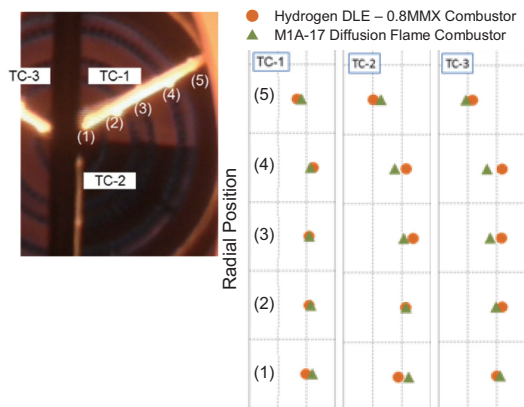 Hydrogen DLE – 0.8MMX Combustor
M1A-17 Diffusion Flame Combustor
TC-3
TC-1
(5)
(4)
(3)
(2)
(1)
TC-2
TC-1
TC-2
TC-3
Radial Position
(5)
(4)
(3)
(2)
(1)